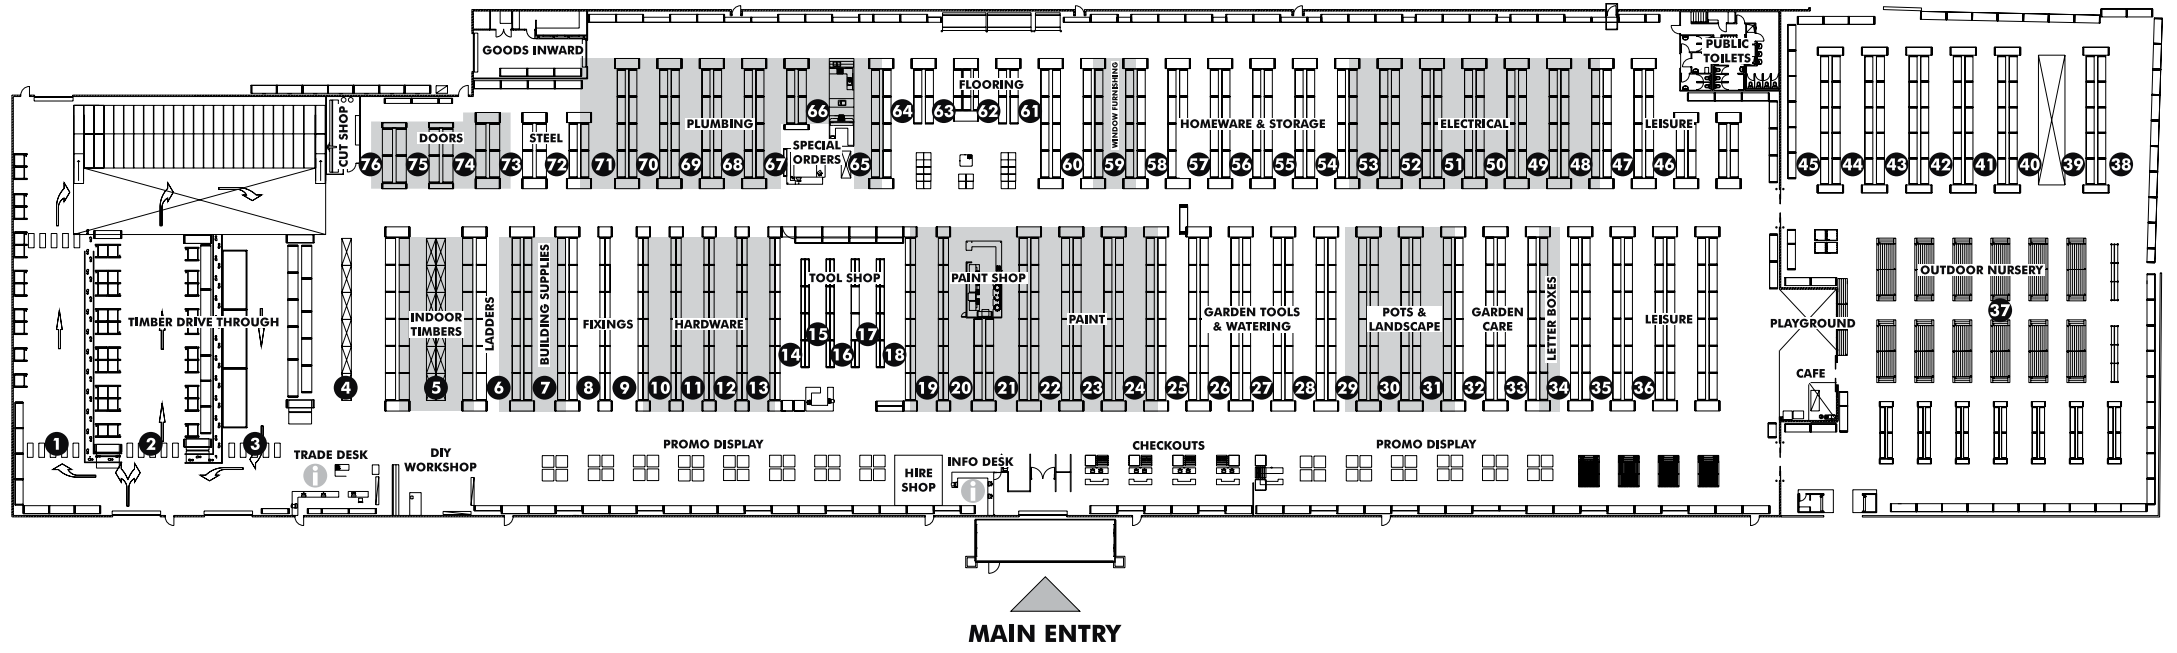 GOODS INWARD
PUBLIC
TOILETS
FLOORING
WINDOW FURNISHING
66
64
63
62
61
CUT SHOP
DOORS
STEEL
PLUMBING
SPECIAL
ORDERS
HOMEWARE & STORAGE
ELECTRICAL
LEISURE
76
75
74
73
72
71
70
69
68
67
65
60
59
58
57
56
55
54
53
52
51
50
49
48
47
46
45
44
43
42
41
40
39
38
TIMBER DRIVE THROUGH
INDOOR
TIMBERS
LADDERS
BUILDING SUPPLIES
FIXINGS
HARDWARE
TOOL SHOP
PAINT SHOP
PAINT
GARDEN TOOLS
& WATERING
POTS &
LANDSCAPE
GARDEN
CARE
LETTER BOXES
LEISURE
OUTDOOR NURSERY
37
PLAYGROUND
CAFE
14
15
16
17
18
4
5
6
7
8
9
10
11
12
13
19
20
21
22
23
24
25
26
27
28
29
30
31
32
33
34
35
36
1
2
3
TRADE DESK
i
DIY
WORKSHOP
PROMO DISPLAY
HIRE
SHOP
INFO DESK
i
CHECKOUTS
PROMO DISPLAY
MAIN ENTRY